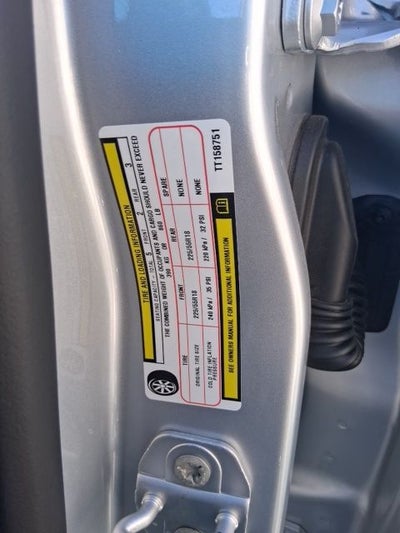 TIRE AND LOADING INFORMATION
SEATING CAPACITY - TOTAL 5 FRONT 2 REAR 3
THE COMBINED WEIGHT OF OCCUPANTS AND CARGO SHOULD NEVER EXCEED
390 KG OR 860 LB
TIRE FRONT REAR SPARE
ORIGINAL TIRE SIZE 225/55R18 225/55R18 NONE
COLD TIRE INFLATION PRESSURE 240 kPa / 35 PSI 220 kPa / 32 PSI NONE
SEE OWNERS MANUAL FOR ADDITIONAL INFORMATION
TT158751